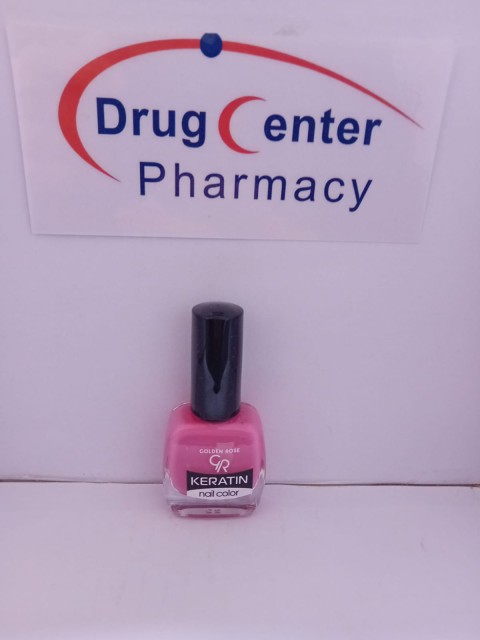 Drug Center
Pharmacy
GOLDEN ROSE
GR
KERATIN
nail color